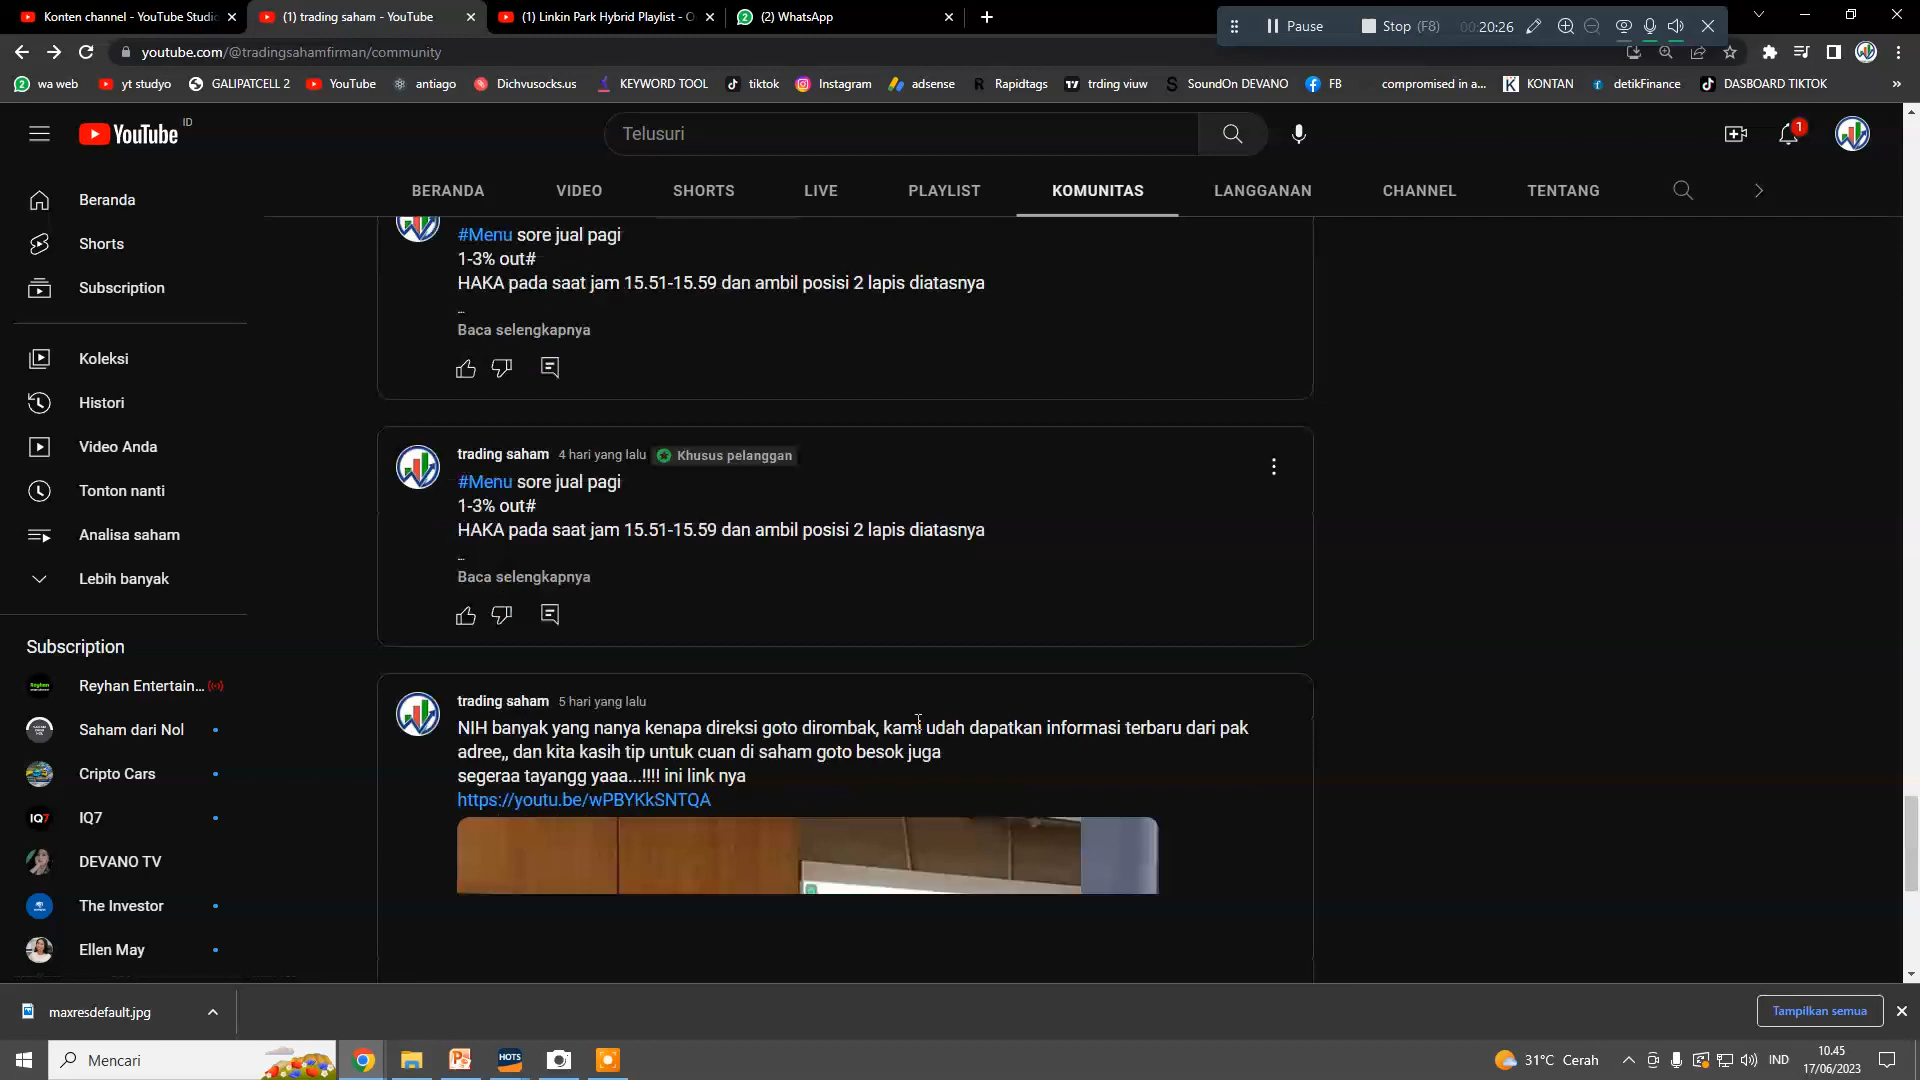 Konten channel - YouTube Studi
(1) trading saham - YouTube
(1) Linkin Park Hybrid Playlist - O
(2) WhatsApp
Pause
Stop (F8)
00:20:26
youtube.com/@tradingsahamfirman/community
wa web
yt studyo
GALIPATCELL 2
YouTube
antiago
Dichvusocks.us
KEYWORD TOOL
tiktok
Instagram
adsense
Rapidtags
trding viuw
SoundOn DEVANO
FB
compromised in a...
KONTAN
detikFinance
DASBOARD TIKTOK
YouTube ID
Telusuri
1
BERANDA
VIDEO
SHORTS
LIVE
PLAYLIST
KOMUNITAS
LANGGANAN
CHANNEL
TENTANG
Beranda
Shorts
Subscription
Koleksi
Histori
Video Anda
Tonton nanti
Analisa saham
Lebih banyak
Subscription
Reyhan Entertain...
Saham dari Nol
Cripto Cars
IQ7
IQ7
DEVANO TV
The Investor
Ellen May
#Menu sore jual pagi
1-3% out#
HAKA pada saat jam 15.51-15.59 dan ambil posisi 2 lapis diatasnya
...
Baca selengkapnya
trading saham 4 hari yang lalu Khusus pelanggan
#Menu sore jual pagi
1-3% out#
HAKA pada saat jam 15.51-15.59 dan ambil posisi 2 lapis diatasnya
...
Baca selengkapnya
trading saham 5 hari yang lalu
NIH banyak yang nanya kenapa direksi goto dirombak, kami udah dapatkan informasi terbaru dari pak
adree,, dan kita kasih tip untuk cuan di saham goto besok juga
segeraa tayangg yaaa...!!!! ini link nya
https://youtu.be/wPBYKkSNTQA
maxresdefault.jpg
Tampilkan semua
Mencari
HOTS
31°C Cerah
IND
10.45
17/06/2023